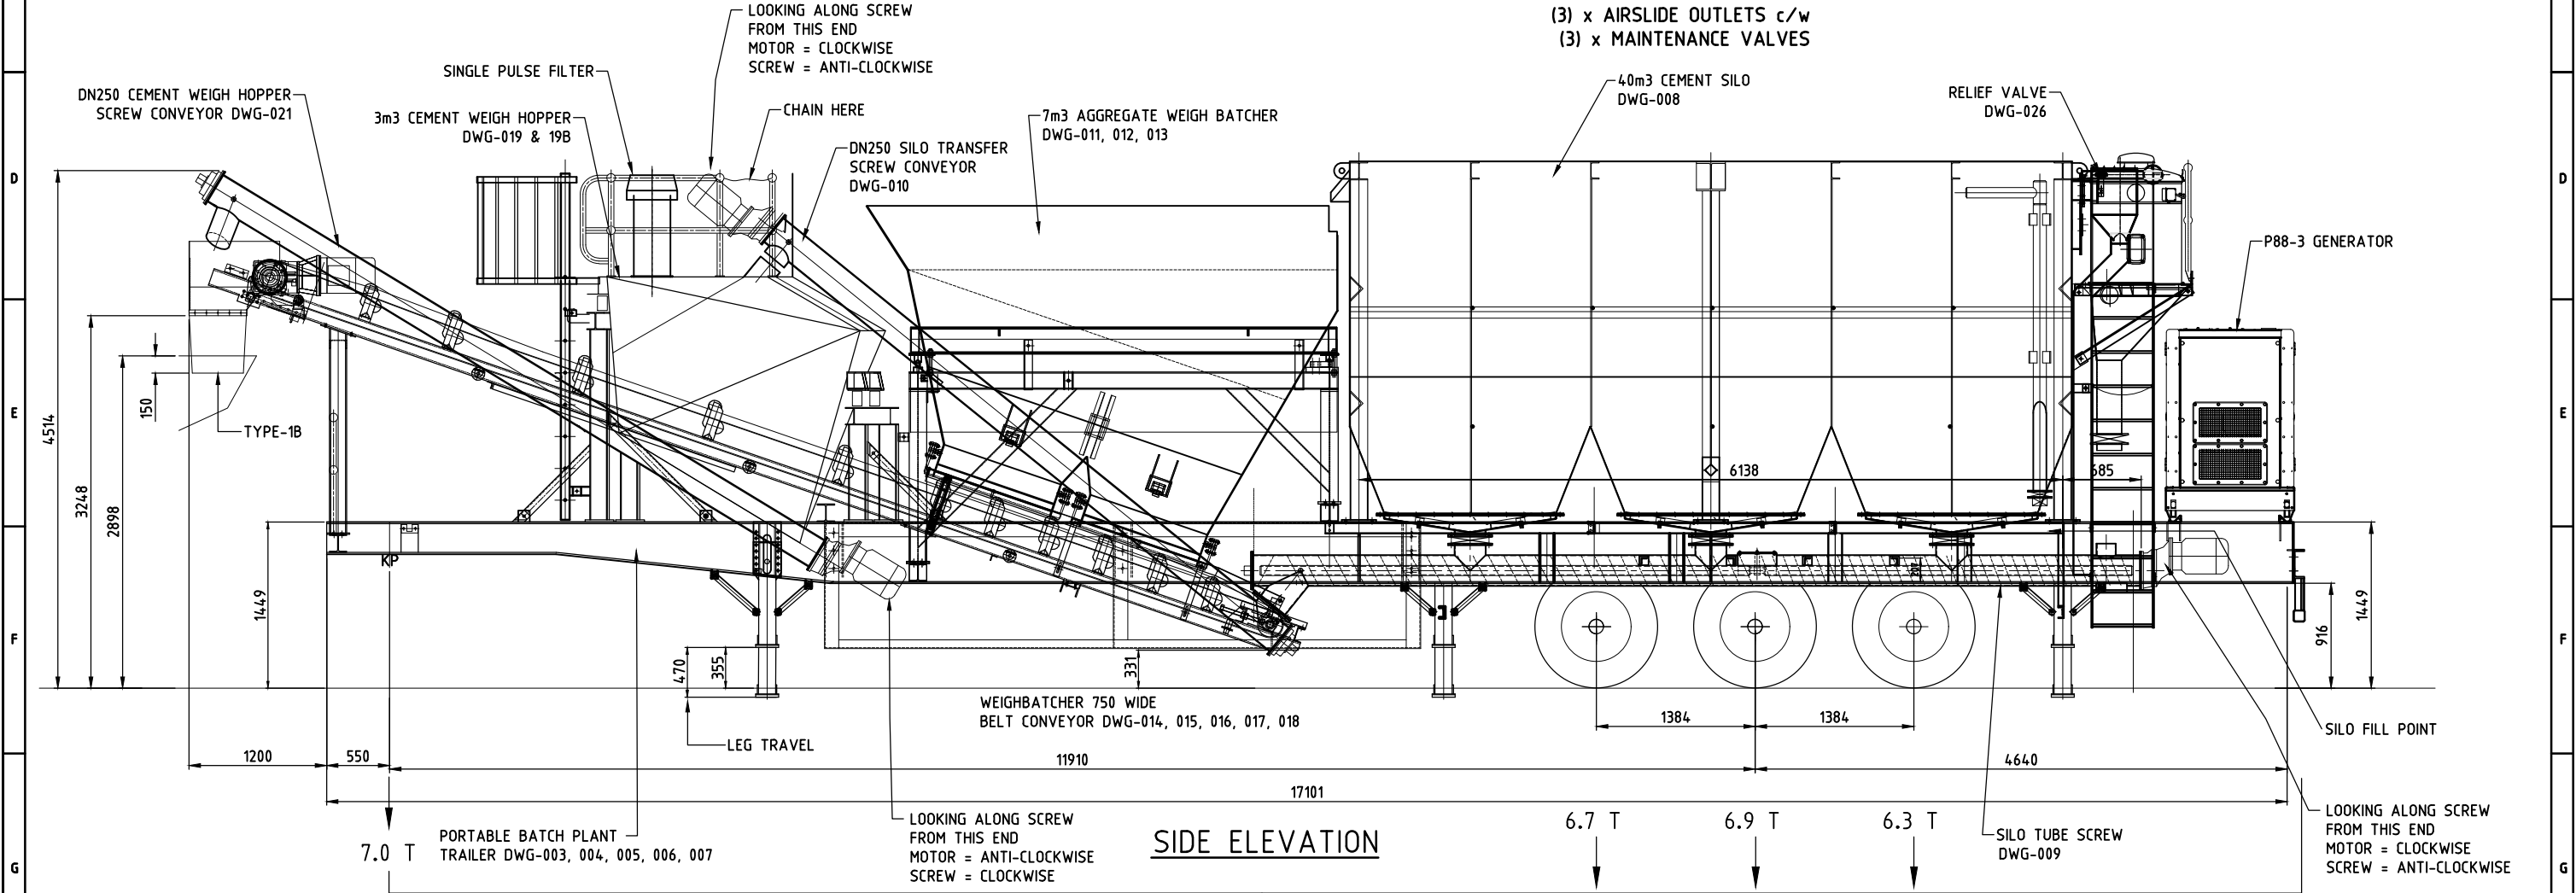 LOOKING ALONG SCREW
FROM THIS END
MOTOR = CLOCKWISE
SCREW = ANTI-CLOCKWISE
(3) x AIRSLIDE OUTLETS c/w
(3) x MAINTENANCE VALVES
SINGLE PULSE FILTER
DN250 CEMENT WEIGH HOPPER
SCREW CONVEYOR DWG-021
3m3 CEMENT WEIGH HOPPER
DWG-019 & 19B
CHAIN HERE
DN250 SILO TRANSFER
SCREW CONVEYOR
DWG-010
7m3 AGGREGATE WEIGH BATCHER
DWG-011, 012, 013
40m3 CEMENT SILO
DWG-008
RELIEF VALVE
DWG-026
P88-3 GENERATOR
D
D
E
E
F
F
G
G
4514
3248
2898
150
TYPE-1B
1449
KP
470
355
331
6138
685
207
916
1449
WEIGHBATCHER 750 WIDE
BELT CONVEYOR DWG-014, 015, 016, 017, 018
LEG TRAVEL
1384
1384
SILO FILL POINT
1200
550
11910
4640
17101
7.0 T
PORTABLE BATCH PLANT
TRAILER DWG-003, 004, 005, 006, 007
LOOKING ALONG SCREW
FROM THIS END
MOTOR = ANTI-CLOCKWISE
SCREW = CLOCKWISE
SIDE ELEVATION
6.7 T
6.9 T
6.3 T
SILO TUBE SCREW
DWG-009
LOOKING ALONG SCREW
FROM THIS END
MOTOR = CLOCKWISE
SCREW = ANTI-CLOCKWISE